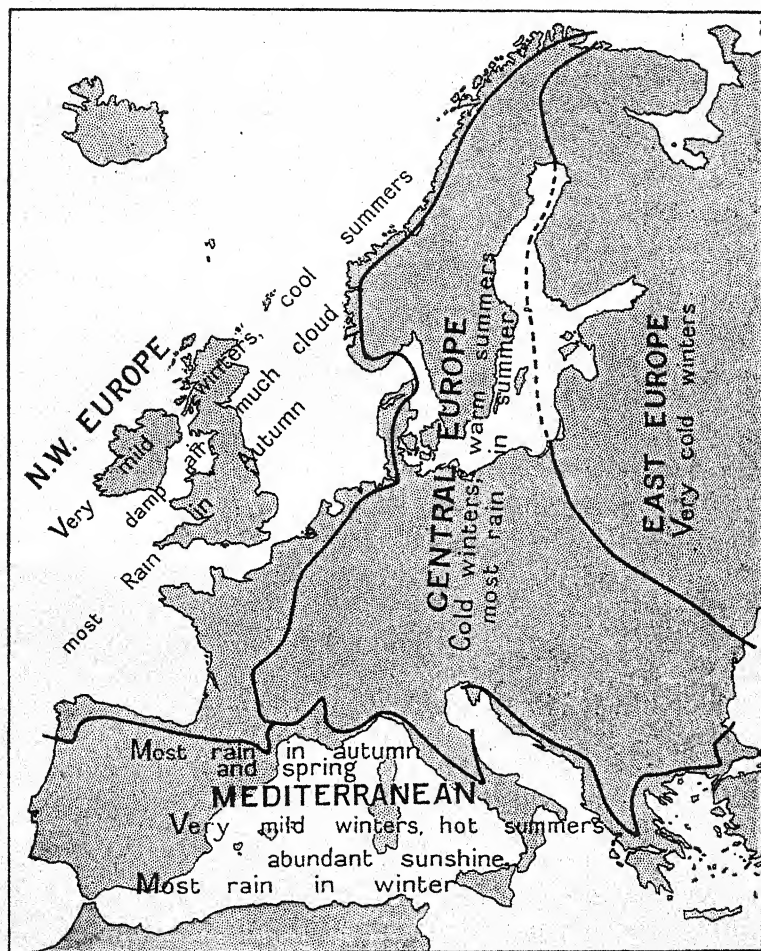 N.W. EUROPE
Very mild winters, cool summers
damp in much cloud
most Rain in Autumn
CENTRAL EUROPE
Cold winters, warm summers
most rain in summer
EAST EUROPE
Very cold winters
Most rain in autumn
and spring
MEDITERRANEAN
Very mild winters, hot summers
abundant sunshine,
Most rain in winter